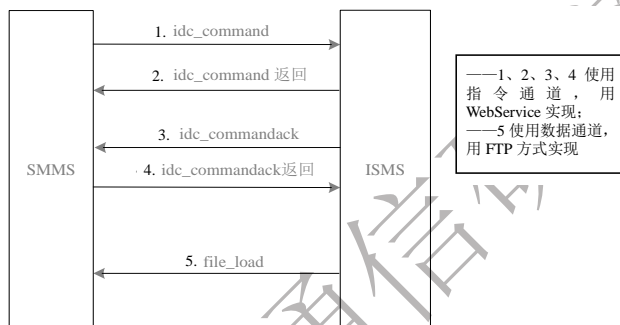 1. idc_command
2. idc_command 返回
3. idc_commandack
4. idc_commandack返回
5. file_load
SMMS
ISMS
——1、2、3、4 使用
指令通道，用
WebService 实现；
——5 使用数据通道，
用 FTP 方式实现
通信